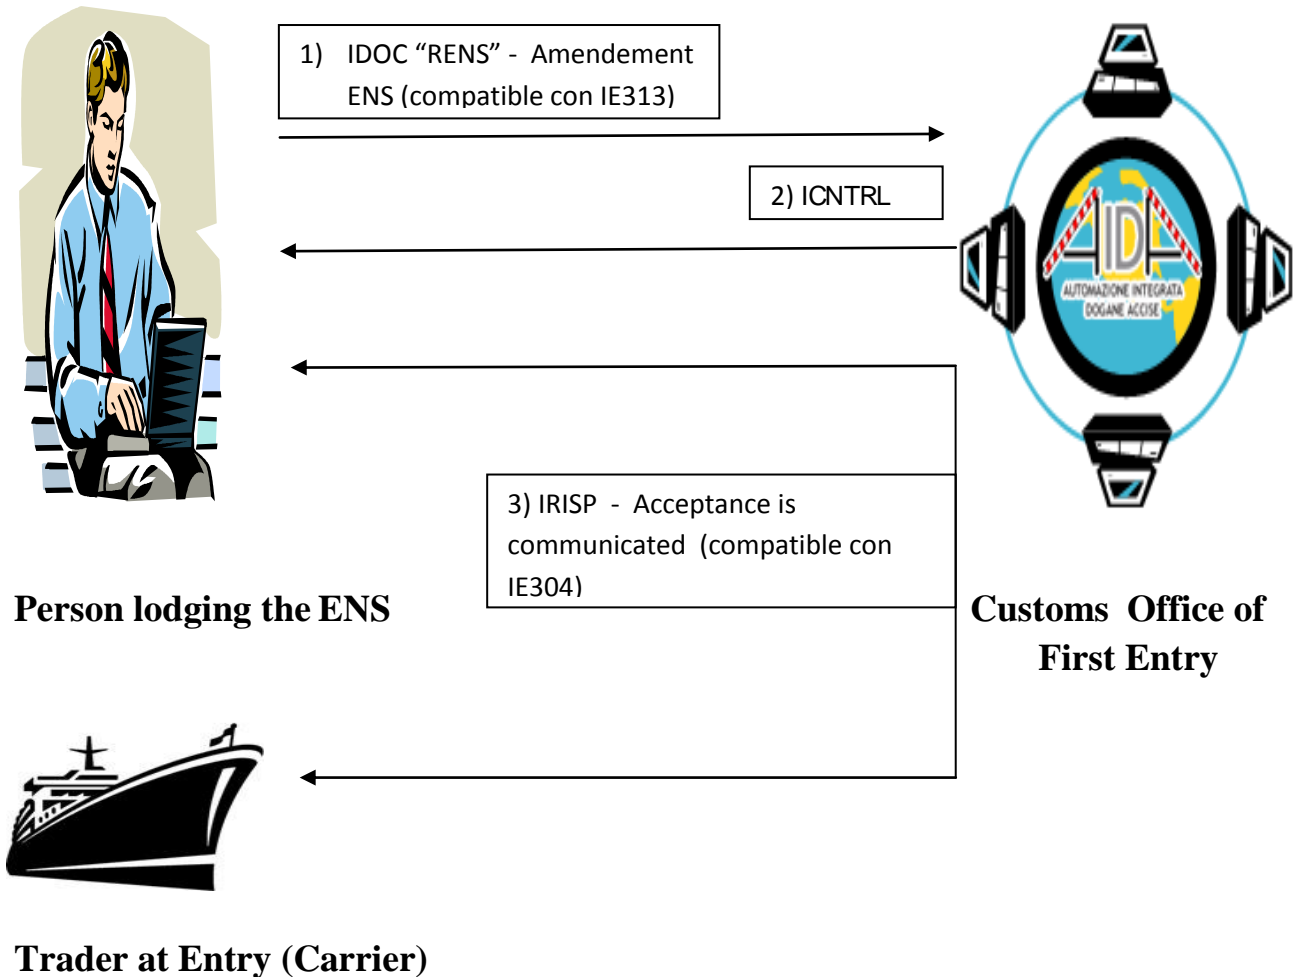 1) IDOC “RENS” - Amendement
ENS (compatible con IE313)
2) ICNTRL
AIDA
AUTOMAZIONE INTEGRATA
DOGANE ACCISE
3) IRISP - Acceptance is
communicated (compatible con
IE304)
Person lodging the ENS
Customs Office of
First Entry
Trader at Entry (Carrier)